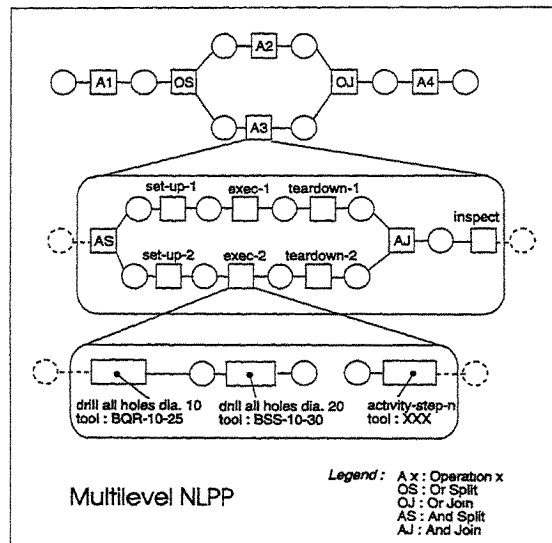 A2
A1 OS OJ A4
A3
set-up-1 exec-1 teardown-1
inspect
AS AJ
set-up-2 exec-2 teardown-2
drill all holes dia. 10 drill all holes dia. 20 activity-step-n
tool : BQR-10-25 tool : BSS-10-30 tool : XXX
Multilevel NLPP
Legend : A x : Operation x
OS : Or Split
OJ : Or Join
AS : And Split
AJ : And Join